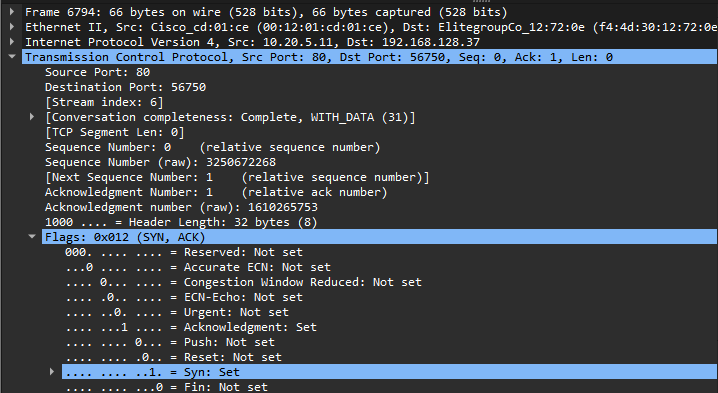 Frame 6794: 66 bytes on wire (528 bits), 66 bytes captured (528 bits)
Ethernet II, Src: Cisco_cd:01:ce (00:12:01:cd:01:ce), Dst: ElitegroupCo_12:72:0e (f4:4d:30:12:72:0e
Internet Protocol Version 4, Src: 10.20.5.11, Dst: 192.168.128.37
Transmission Control Protocol, Src Port: 80, Dst Port: 56750, Seq: 0, Ack: 1, Len: 0
Source Port: 80
Destination Port: 56750
[Stream index: 6]
[Conversation completeness: Complete, WITH_DATA (31)]
[TCP Segment Len: 0]
Sequence Number: 0    (relative sequence number)
Sequence Number (raw): 3250672268
[Next Sequence Number: 1    (relative sequence number)]
Acknowledgment Number: 1    (relative ack number)
Acknowledgment number (raw): 1610265753
1000 .... = Header Length: 32 bytes (8)
Flags: 0x012 (SYN, ACK)
000. .... .... = Reserved: Not set
...0 .... .... = Accurate ECN: Not set
.... 0... .... = Congestion Window Reduced: Not set
.... .0.. .... = ECN-Echo: Not set
.... ..0. .... = Urgent: Not set
.... ...1 .... = Acknowledgment: Set
.... .... 0... = Push: Not set
.... .... .0.. = Reset: Not set
.... .... ..1. = Syn: Set
.... .... ...0 = Fin: Not set